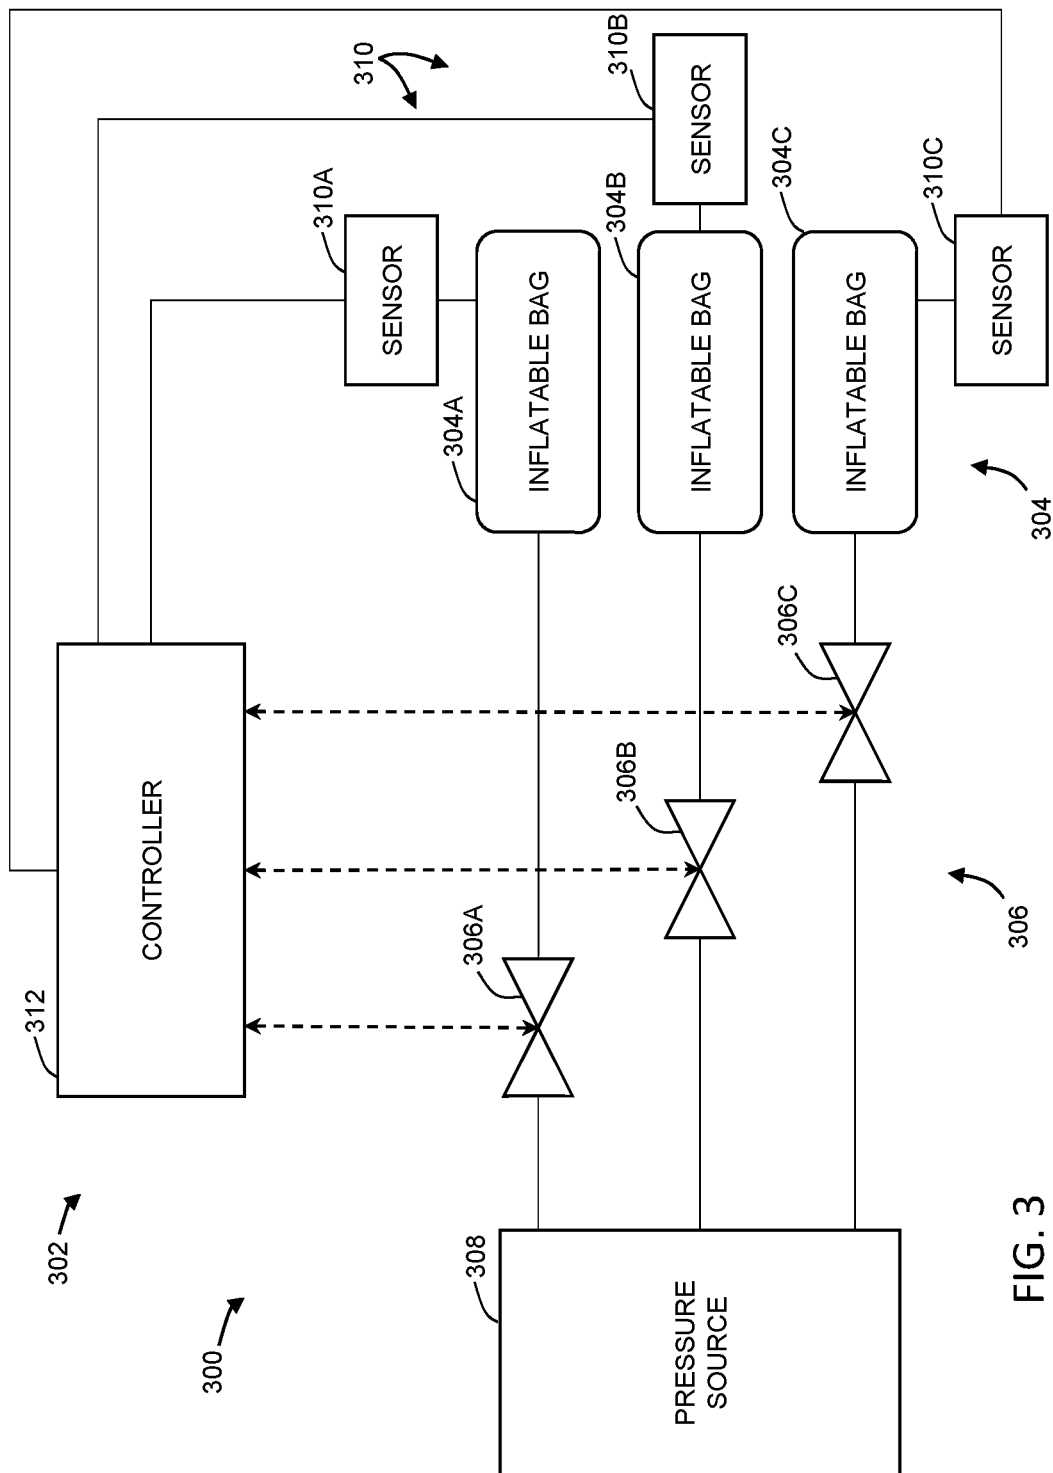 300
302
312
CONTROLLER
310
310A
SENSOR
310B
SENSOR
310C
SENSOR
304A
INFLATABLE BAG
304B
INFLATABLE BAG
304C
INFLATABLE BAG
304
306A
306B
306C
306
308
PRESSURE
SOURCE
FIG. 3